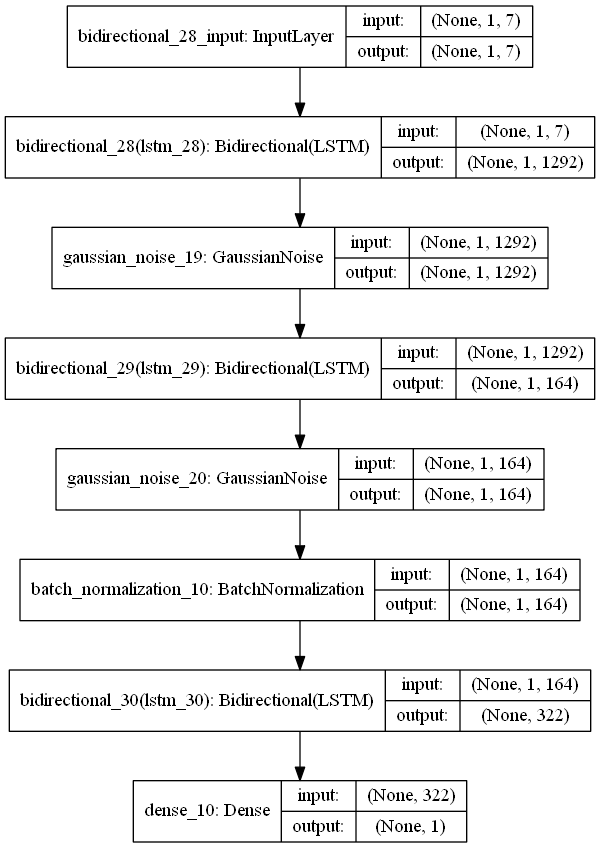 bidirectional_28_input: InputLayer
input: (None, 1, 7)
output: (None, 1, 7)
bidirectional_28(lstm_28): Bidirectional(LSTM)
input: (None, 1, 7)
output: (None, 1, 1292)
gaussian_noise_19: GaussianNoise
input: (None, 1, 1292)
output: (None, 1, 1292)
bidirectional_29(lstm_29): Bidirectional(LSTM)
input: (None, 1, 1292)
output: (None, 1, 164)
gaussian_noise_20: GaussianNoise
input: (None, 1, 164)
output: (None, 1, 164)
batch_normalization_10: BatchNormalization
input: (None, 1, 164)
output: (None, 1, 164)
bidirectional_30(lstm_30): Bidirectional(LSTM)
input: (None, 1, 164)
output: (None, 322)
dense_10: Dense
input: (None, 322)
output: (None, 1)